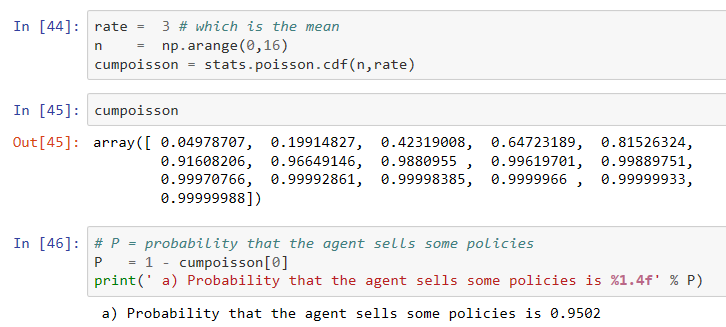 In [44]: rate =  3 # which is the mean
n    =  np.arange(0,16)
cumpoisson = stats.poisson.cdf(n,rate)
In [45]: cumpoisson
Out[45]: array([ 0.04978707,  0.19914827,  0.42319008,  0.64723189,  0.81526324,
0.91608206,  0.96649146,  0.9880955 ,  0.99619701,  0.99889751,
0.99970766,  0.99992861,  0.99998385,  0.9999966 ,  0.99999933,
0.99999988])
In [46]: # P = probability that the agent sells some policies
P   = 1 - cumpoisson[0]
print(' a) Probability that the agent sells some policies is %1.4f' % P)
a) Probability that the agent sells some policies is 0.9502